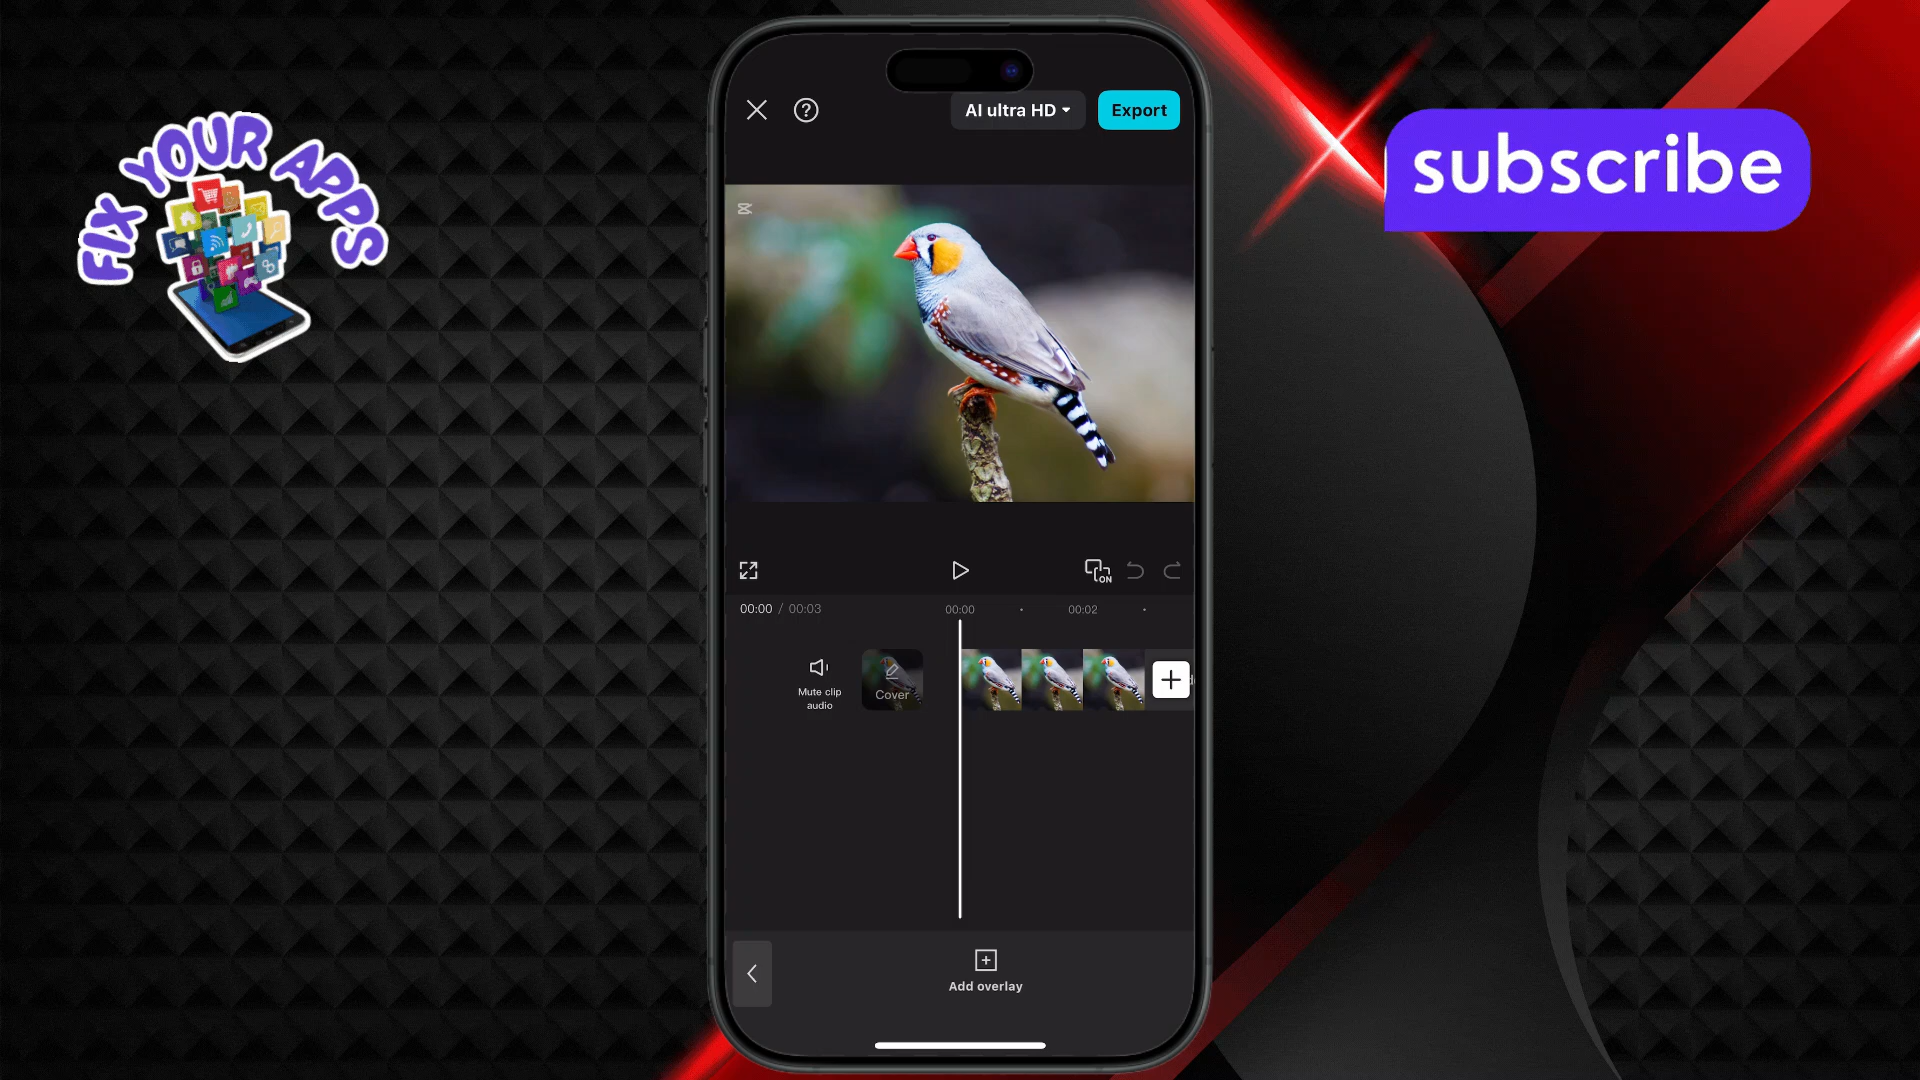 FIX YOUR APPS
subscribe
AI ultra HD
Export
ON
00:00 / 00:03
00:00
00:02
Mute clip
audio
Cover
Add overlay